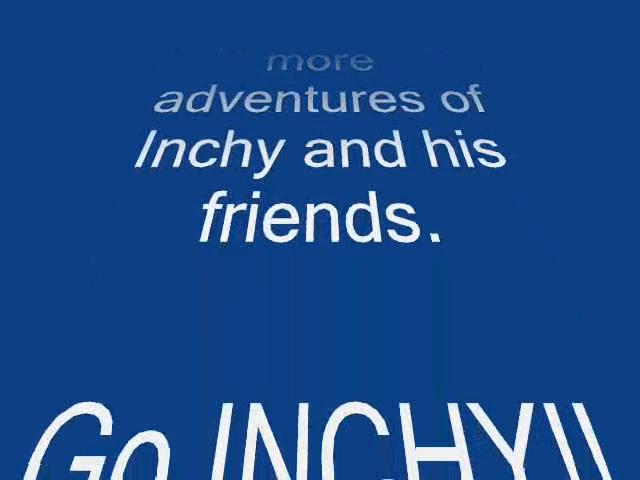 more
adventures of
Inchy and his
friends.
Go INCHY!!